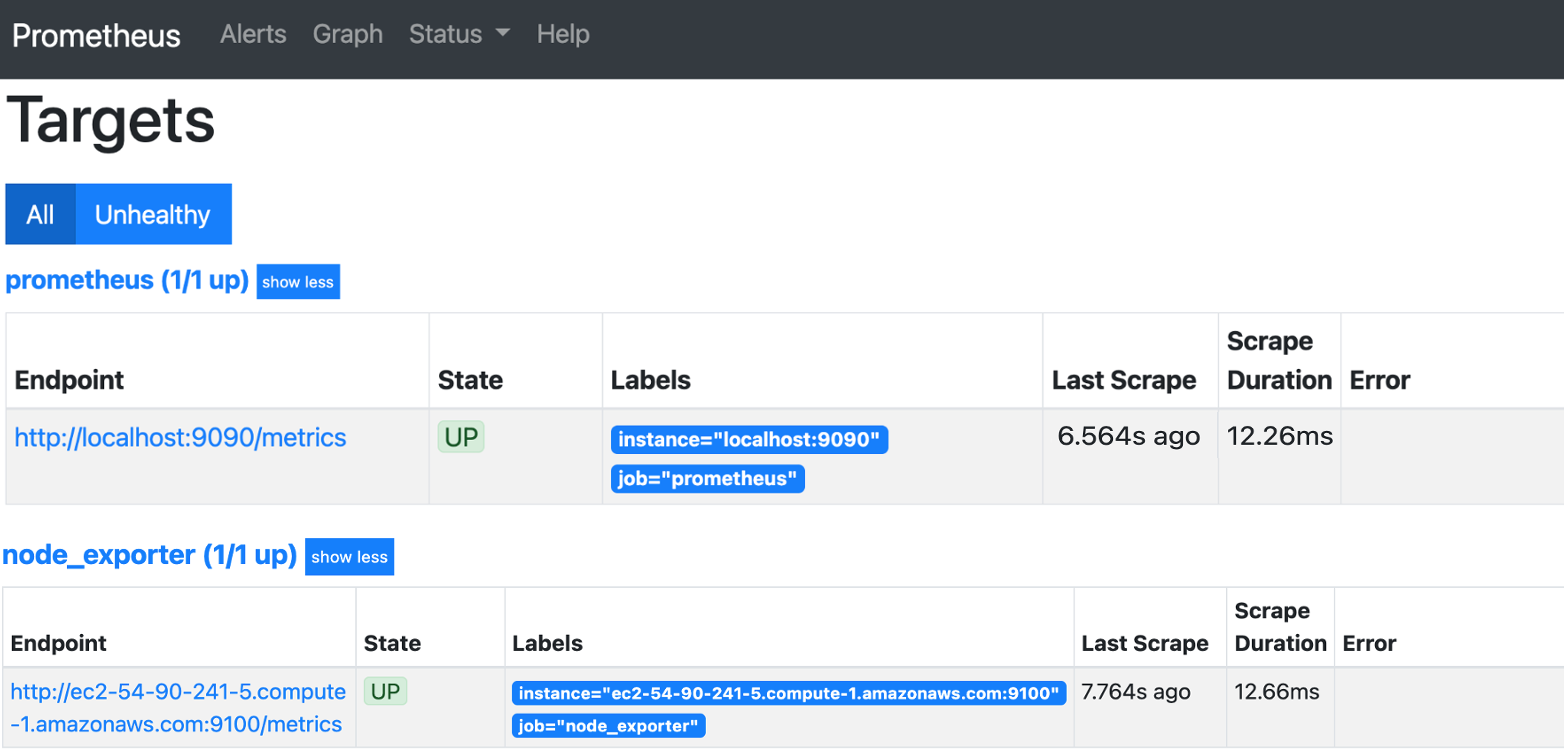 Prometheus Alerts Graph Status Help
Targets
All Unhealthy
prometheus (1/1 up) show less
Endpoint State Labels Last Scrape Scrape Duration Error
http://localhost:9090/metrics UP instance="localhost:9090" 6.564s ago 12.26ms
job="prometheus"
node_exporter (1/1 up) show less
Endpoint State Labels Last Scrape Scrape Duration Error
http://ec2-54-90-241-5.compute UP instance="ec2-54-90-241-5.compute-1.amazonaws.com:9100" 7.764s ago 12.66ms
-1.amazonaws.com:9100/metrics job="node_exporter"